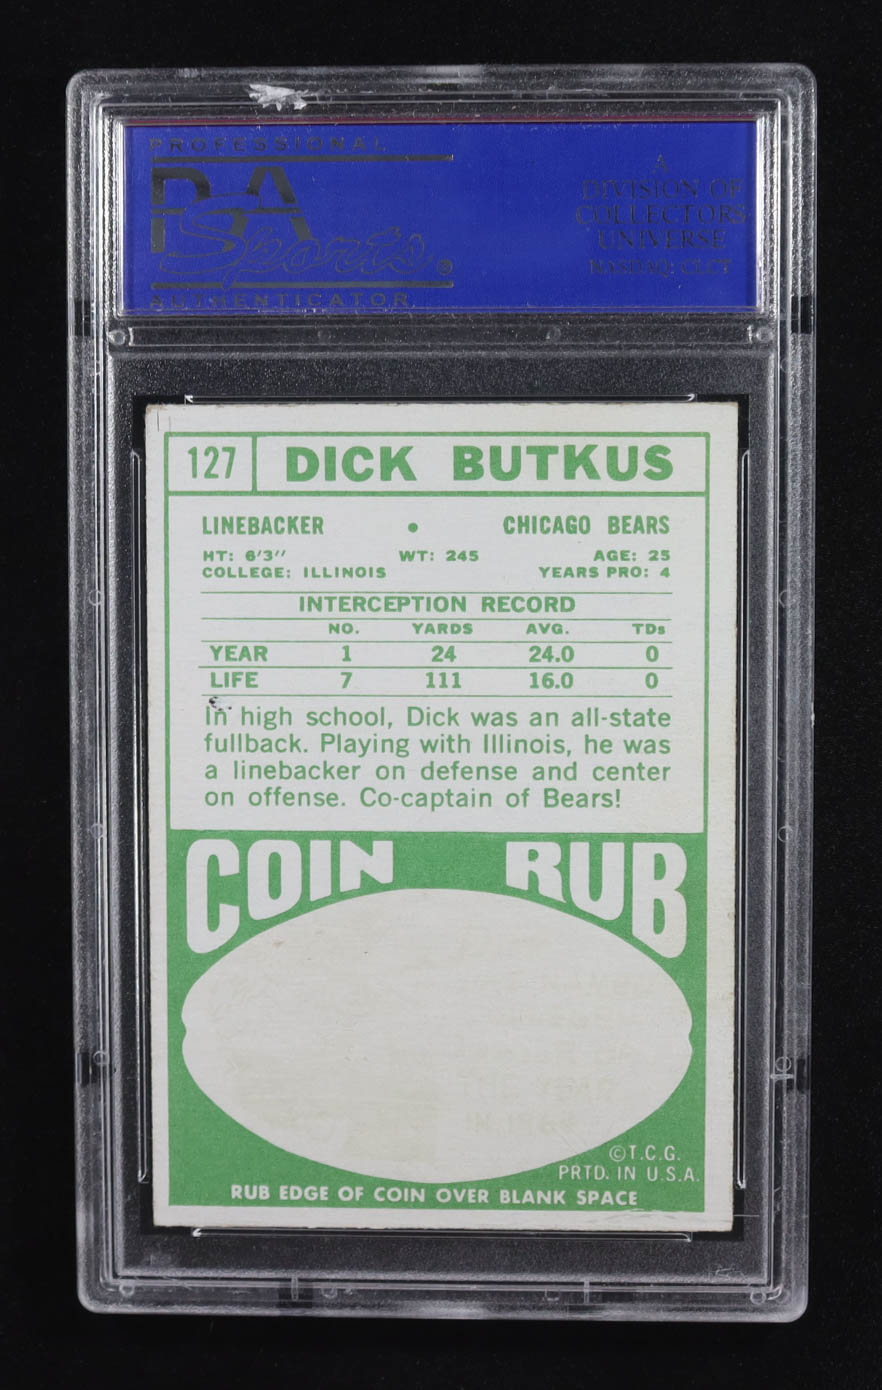 PROFESSIONAL
PSA
Sports®
AUTHENTICATOR
A
DIVISION OF
COLLECTORS
UNIVERSE
NASDAQ: CLCT
127 DICK BUTKUS
LINEBACKER • CHICAGO BEARS
HT: 6'3" WT: 245 AGE: 25
COLLEGE: ILLINOIS YEARS PRO: 4
INTERCEPTION RECORD
NO. YARDS AVG. TDs
YEAR 1 24 24.0 0
LIFE 7 111 16.0 0
In high school, Dick was an all-state
fullback. Playing with Illinois, he was
a linebacker on defense and center
on offense. Co-captain of Bears!
COIN RUB
©T.C.G.
PRTD. IN U.S.A.
RUB EDGE OF COIN OVER BLANK SPACE